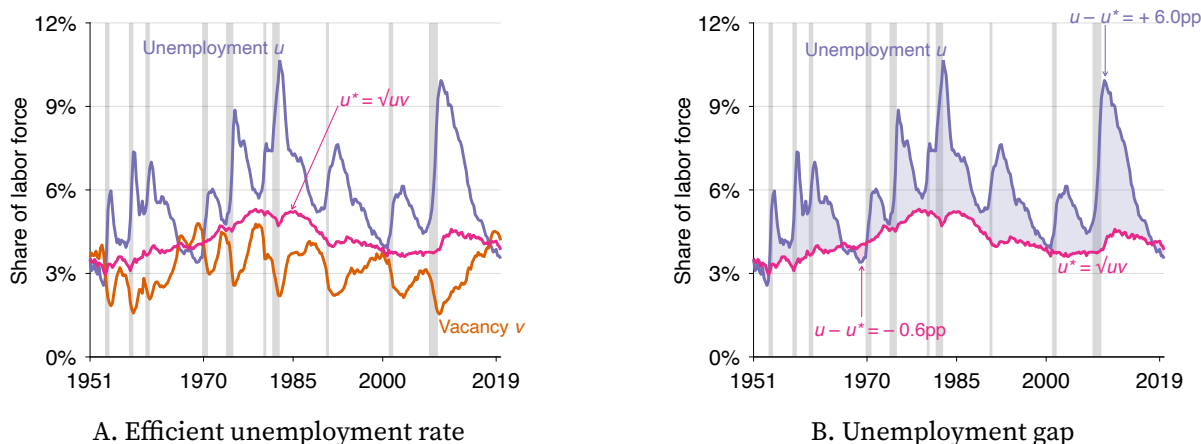 12%
9%
6%
3%
0%
Share of labor force
Unemployment u
u* = √uv
Vacancy v
1951
1970
1985
2000
2019
A. Efficient unemployment rate
12%
9%
6%
3%
0%
Share of labor force
u – u* = + 6.0pp
Unemployment u
u* = √uv
u – u* = – 0.6pp
1951
1970
1985
2000
2019
B. Unemployment gap